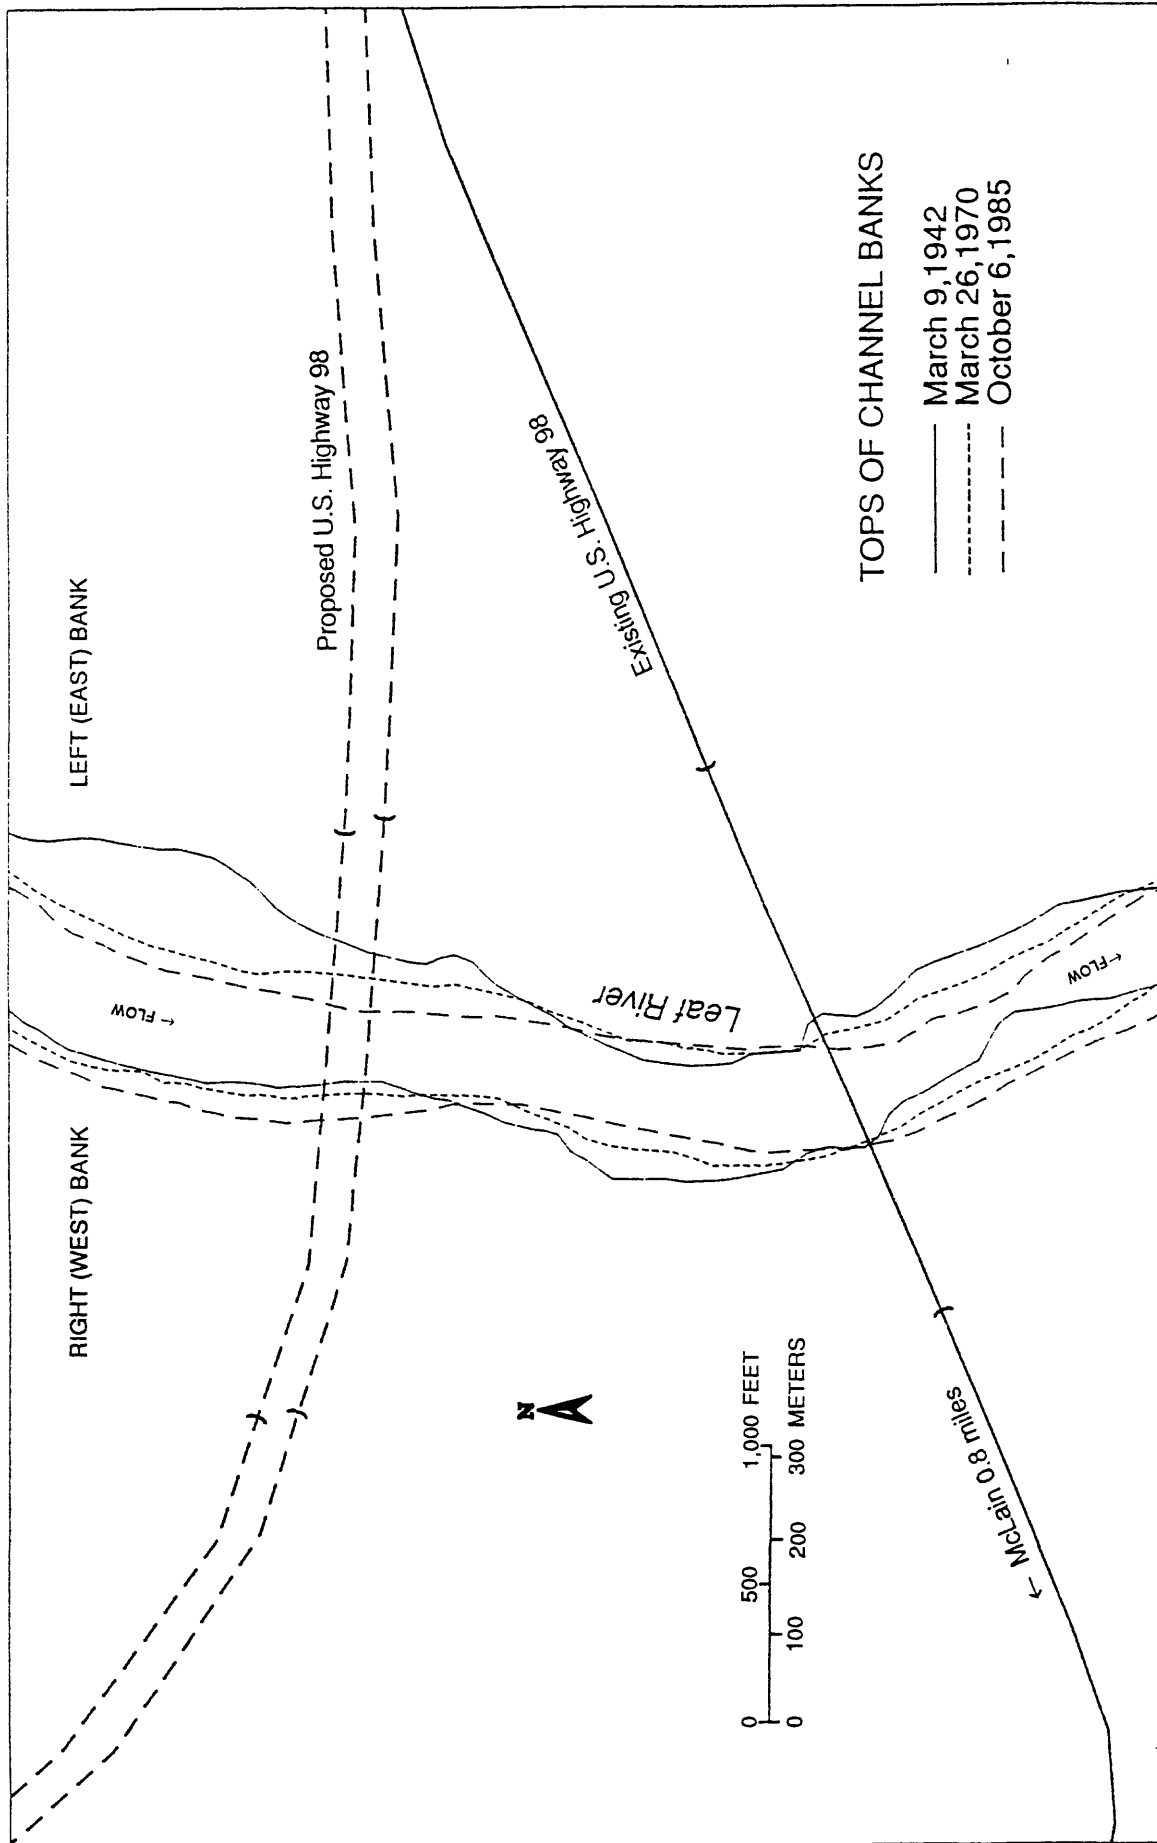 RIGHT (WEST) BANK
LEFT (EAST) BANK
← FLOW
Proposed U.S. Highway 98
N
Existing U.S. Highway 98
Leaf River
0 500 1,000 FEET
0 100 200 300 METERS
← McLain 0.8 miles
← FLOW
TOPS OF CHANNEL BANKS
March 9,1942
March 26,1970
October 6,1985